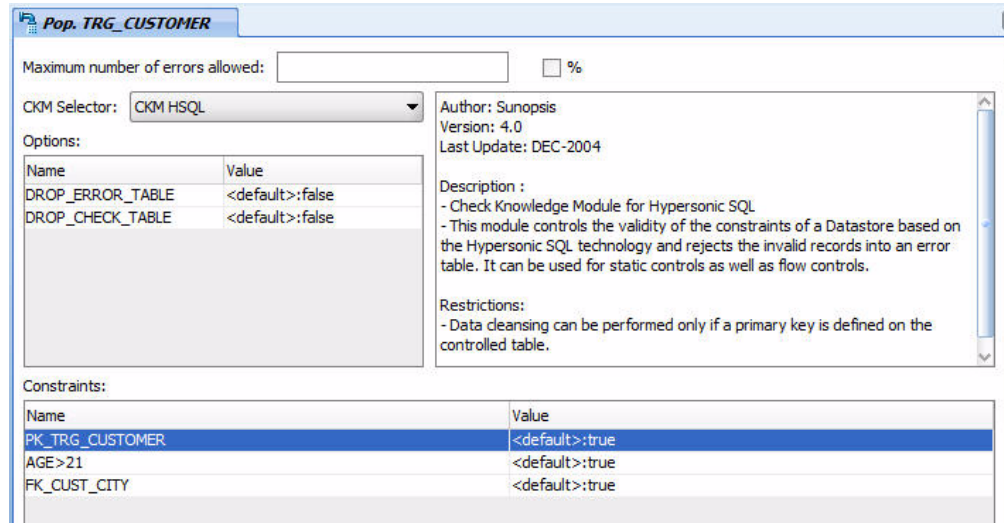 Pop. TRG_CUSTOMER
Maximum number of errors allowed: %
CKM Selector: CKM HSQL
Options:
Name Value
DROP_ERROR_TABLE <default>:false
DROP_CHECK_TABLE <default>:false
Author: Sunopsis
Version: 4.0
Last Update: DEC-2004
Description :
- Check Knowledge Module for Hypersonic SQL
- This module controls the validity of the constraints of a Datastore based on
the Hypersonic SQL technology and rejects the invalid records into an error
table. It can be used for static controls as well as flow controls.
Restrictions:
- Data cleansing can be performed only if a primary key is defined on the
controlled table.
Constraints:
Name Value
PK_TRG_CUSTOMER <default>:true
AGE>21 <default>:true
FK_CUST_CITY <default>:true